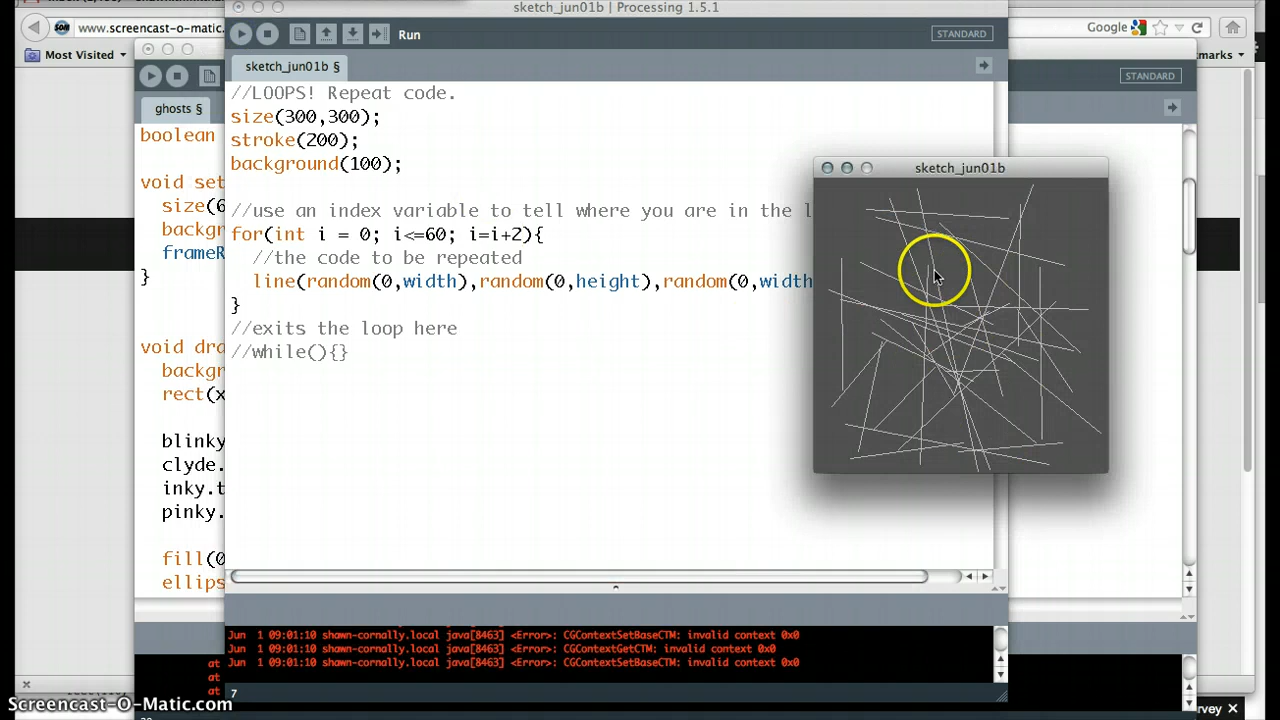 www.screencast-o-matic.
Google
Most Visited
sketch_jun01b | Processing 1.5.1
Run
STANDARD
STANDARD
sketch_jun01b §
ghosts §
//LOOPS! Repeat code.
size(300,300);
stroke(200);
background(100);
//use an index variable to tell where you are in the l
for(int i = 0; i<=60; i=i+2){
//the code to be repeated
line(random(0,width),random(0,height),random(0,width
}
//exits the loop here
//while(){}
sketch_jun01b
boolean
void set
size(6
backg
frameR
}
void dra
backg
rect(x
blinky
clyde.
inky.t
pinky.
fill(0
ellips
Jun 1 09:01:10 shawn-cornally.local java[8463] <Error>: CGContextSetBaseCTM: invalid context 0x0
Jun 1 09:01:10 shawn-cornally.local java[8463] <Error>: CGContextGetCTM: invalid context 0x0
Jun 1 09:01:10 shawn-cornally.local java[8463] <Error>: CGContextSetBaseCTM: invalid context 0x0
7
at
at
at
Screencast-O-Matic.com